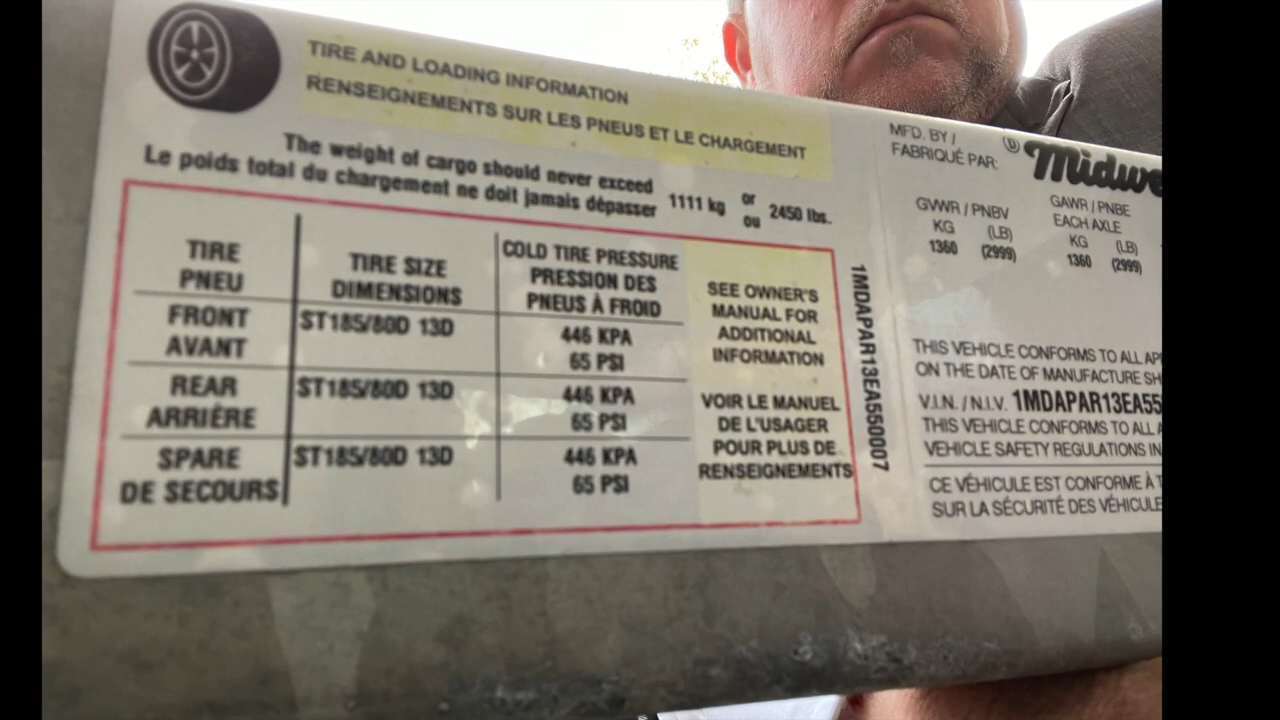 TIRE AND LOADING INFORMATION
RENSEIGNEMENTS SUR LES PNEUS ET LE CHARGEMENT
The weight of cargo should never exceed
Le poids total du chargement ne doit jamais dépasser
1111 kg or ou 2450 lbs.
TIRE PNEU
TIRE SIZE DIMENSIONS
COLD TIRE PRESSURE
PRESSION DES
PNEUS À FROID
FRONT AVANT
ST185/80D 13D
446 KPA
65 PSI
REAR ARRIÈRE
ST185/80D 13D
446 KPA
65 PSI
SPARE DE SECOURS
ST185/80D 13D
446 KPA
65 PSI
SEE OWNER'S
MANUAL FOR
ADDITIONAL
INFORMATION
VOIR LE MANUEL
DE L'USAGER
POUR PLUS DE
RENSEIGNEMENTS
1MDAPAR13EA550007
MFD. BY /
FABRIQUÉ PAR:
Midwe
GVWR / PNBV
KG (LB)
1360 (2999)
GAWR / PNBE
EACH AXLE
KG (LB)
1360 (2999)
THIS VEHICLE CONFORMS TO ALL AP
ON THE DATE OF MANUFACTURE SH
V.I.N. / N.I.V. 1MDAPAR13EA55
THIS VEHICLE CONFORMS TO ALL
VEHICLE SAFETY REGULATIONS IN
CE VÉHICULE EST CONFORME À
SUR LA SÉCURITÉ DES VÉHICULE